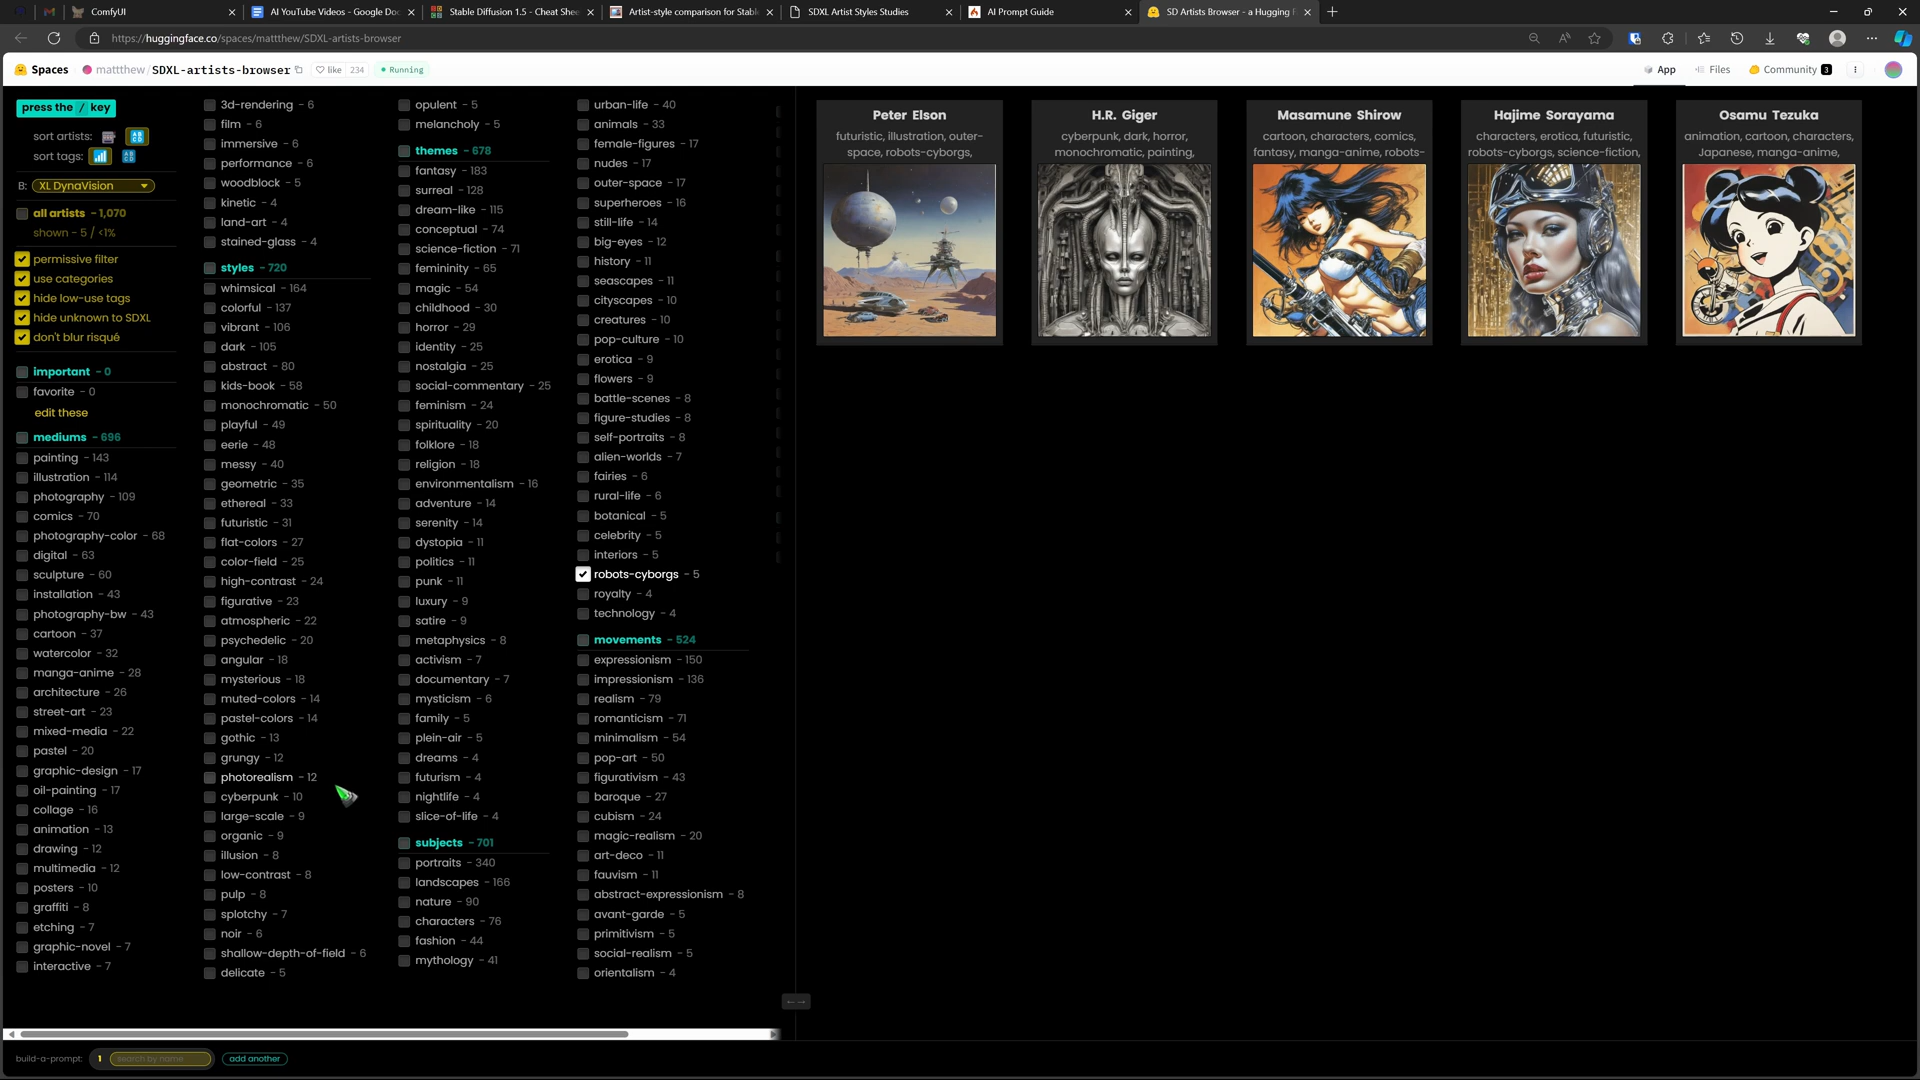 ComfyUI
AI YouTube Videos - Google Doc
Stable Diffusion 1.5 - Cheat Shee
Artist-style comparison for Stabl
SDXL Artist Styles Studies
AI Prompt Guide
SD Artists Browser - a Hugging F
https://huggingface.co/spaces/mattthew/SDXL-artists-browser
Spaces
mattthew/SDXL-artists-browser
like 234
Running
App
Files
Community 3
press the / key
sort artists:
sort tags:
B: XL DynaVision
all artists - 1,070
shown - 5 / <1%
permissive filter
use categories
hide low-use tags
hide unknown to SDXL
don't blur risqué
important - 0
favorite - 0
edit these
mediums - 696
painting - 143
illustration - 114
photography - 109
comics - 70
photography-color - 68
digital - 63
sculpture - 60
installation - 43
photography-bw - 43
cartoon - 37
watercolor - 32
manga-anime - 28
architecture - 26
street-art - 23
mixed-media - 22
pastel - 20
graphic-design - 17
oil-painting - 17
collage - 16
animation - 13
drawing - 12
multimedia - 12
posters - 10
graffiti - 8
etching - 7
graphic-novel - 7
interactive - 7
3d-rendering - 6
film - 6
immersive - 6
performance - 6
woodblock - 5
kinetic - 4
land-art - 4
stained-glass - 4
styles - 720
whimsical - 164
colorful - 137
vibrant - 106
dark - 105
abstract - 80
kids-book - 58
monochromatic - 50
playful - 49
eerie - 48
messy - 40
geometric - 35
ethereal - 33
futuristic - 31
flat-colors - 27
color-field - 25
high-contrast - 24
figurative - 23
atmospheric - 22
psychedelic - 20
angular - 18
mysterious - 18
muted-colors - 14
pastel-colors - 14
gothic - 13
grungy - 12
photorealism - 12
cyberpunk - 10
large-scale - 9
organic - 9
illusion - 8
low-contrast - 8
pulp - 8
splotchy - 7
noir - 6
shallow-depth-of-field - 6
delicate - 5
opulent - 5
melancholy - 5
themes - 678
fantasy - 183
surreal - 128
dream-like - 115
conceptual - 74
science-fiction - 71
femininity - 65
magic - 54
childhood - 30
horror - 29
identity - 25
nostalgia - 25
social-commentary - 25
feminism - 24
spirituality - 20
folklore - 18
religion - 18
environmentalism - 16
adventure - 14
serenity - 14
dystopia - 11
politics - 11
punk - 11
luxury - 9
satire - 9
metaphysics - 8
activism - 7
documentary - 7
mysticism - 6
family - 5
plein-air - 5
dreams - 4
futurism - 4
nightlife - 4
slice-of-life - 4
subjects - 701
portraits - 340
landscapes - 166
nature - 90
characters - 76
fashion - 44
mythology - 41
urban-life - 40
animals - 33
female-figures - 17
nudes - 17
outer-space - 17
superheroes - 16
still-life - 14
big-eyes - 12
history - 11
seascapes - 11
cityscapes - 10
creatures - 10
pop-culture - 10
erotica - 9
flowers - 9
battle-scenes - 8
figure-studies - 8
self-portraits - 8
alien-worlds - 7
fairies - 6
rural-life - 6
botanical - 5
celebrity - 5
interiors - 5
robots-cyborgs - 5
royalty - 4
technology - 4
movements - 524
expressionism - 150
impressionism - 136
realism - 79
romanticism - 71
minimalism - 54
pop-art - 50
figurativism - 43
baroque - 27
cubism - 24
magic-realism - 20
art-deco - 11
fauvism - 11
abstract-expressionism - 8
avant-garde - 5
primitivism - 5
social-realism - 5
orientalism - 4
Peter Elson
futuristic, illustration, outer-
space, robots-cyborgs,
H.R. Giger
cyberpunk, dark, horror,
monochromatic, painting,
Masamune Shirow
cartoon, characters, comics,
fantasy, manga-anime, robots-
Hajime Sorayama
characters, erotica, futuristic,
robots-cyborgs, science-fiction,
Osamu Tezuka
animation, cartoon, characters,
Japanese, manga-anime,
build-a-prompt: 1 search by name add another